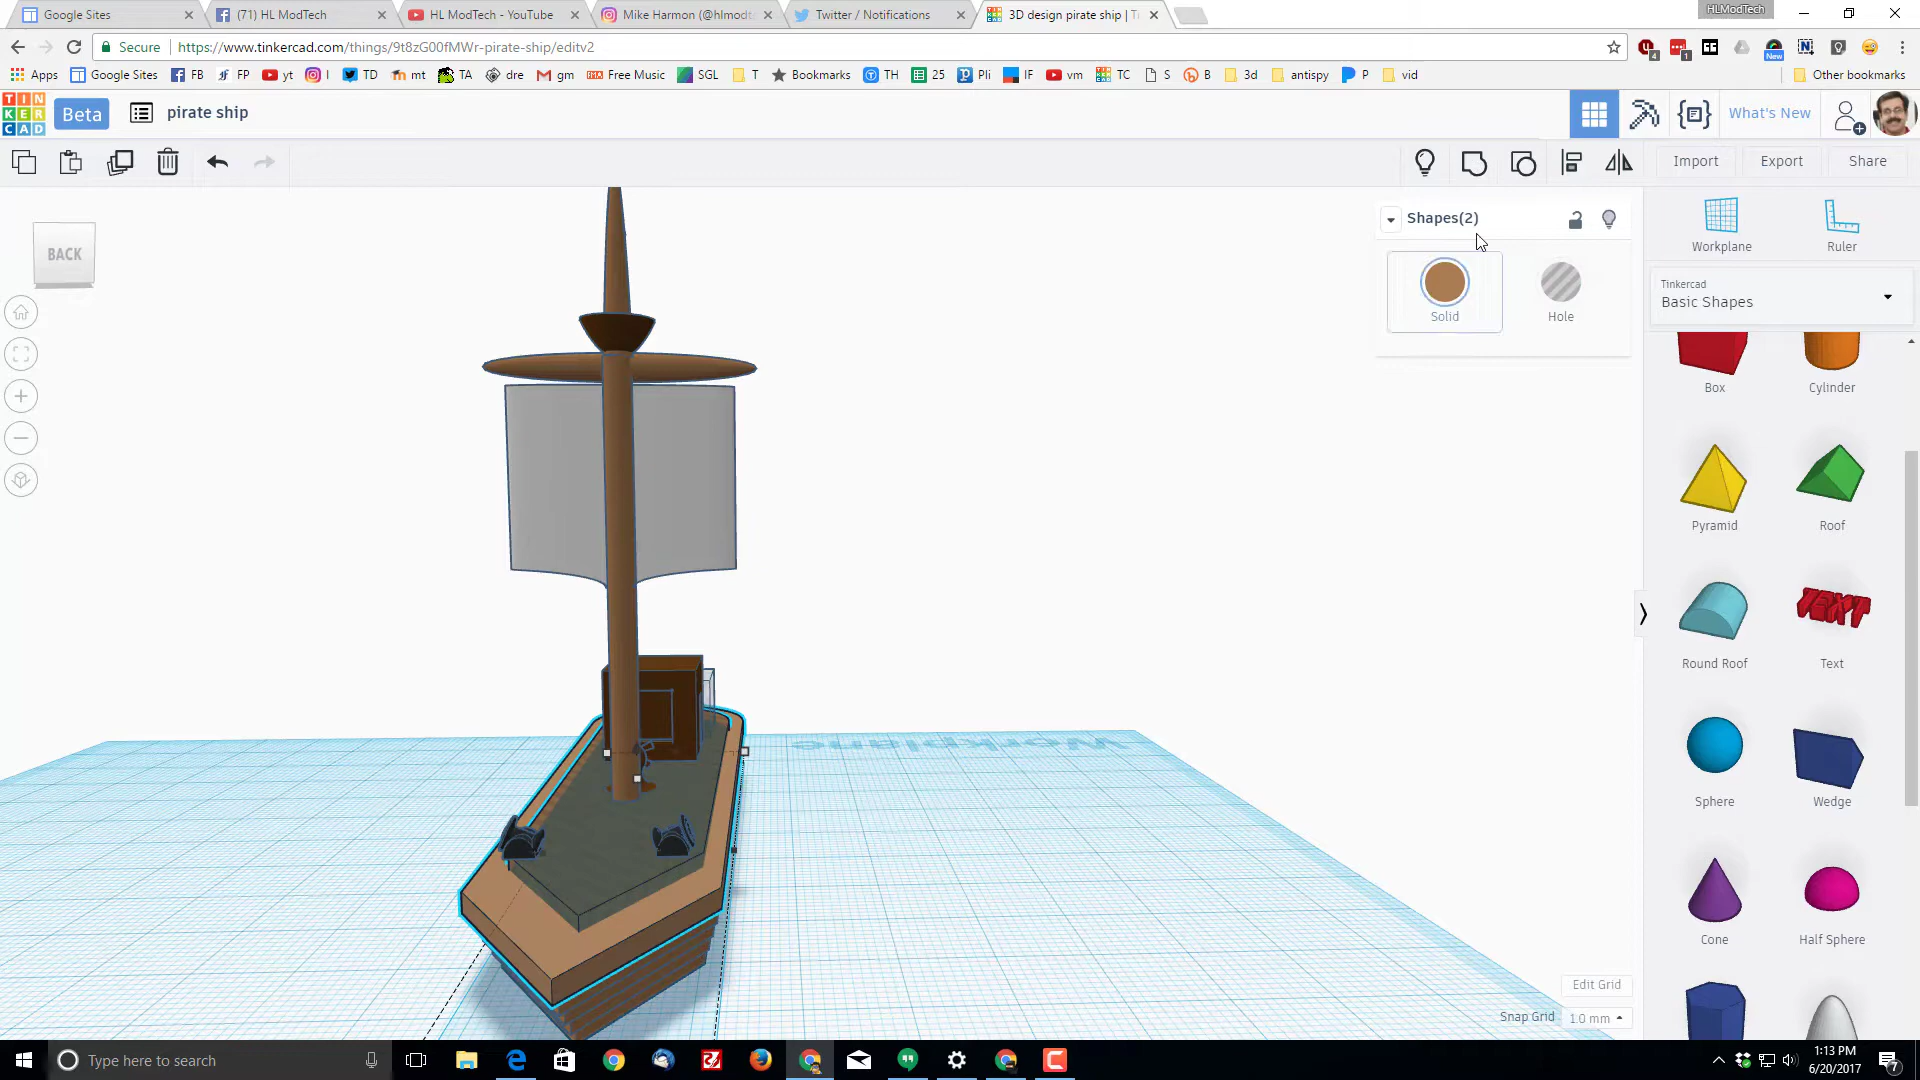 Google Sites
(71) HL ModTech
HL ModTech - YouTube
Mike Harmon (@hlmodt
Twitter / Notifications
3D design pirate ship | Ti
HLModTech
Secure
https://www.tinkercad.com/things/9t8zG00fMWr-pirate-ship/editv2
Apps
Google Sites
FB
FP
yt
I
TD
mt
TA
dre
gm
Free Music
SGL
T
Bookmarks
TH
25
Pli
IF
vm
TC
S
B
3d
antispy
P
vid
Other bookmarks
TINKERCAD
Beta
pirate ship
What's New
Import
Export
Share
BACK
Shapes(2)
Solid
Hole
Workplane
Ruler
Tinkercad
Basic Shapes
Box
Cylinder
Pyramid
Roof
Round Roof
TEXT
Text
Sphere
Wedge
Cone
Half Sphere
Workplane
Edit Grid
Snap Grid
1.0 mm
Type here to search
1:13 PM
6/20/2017
7